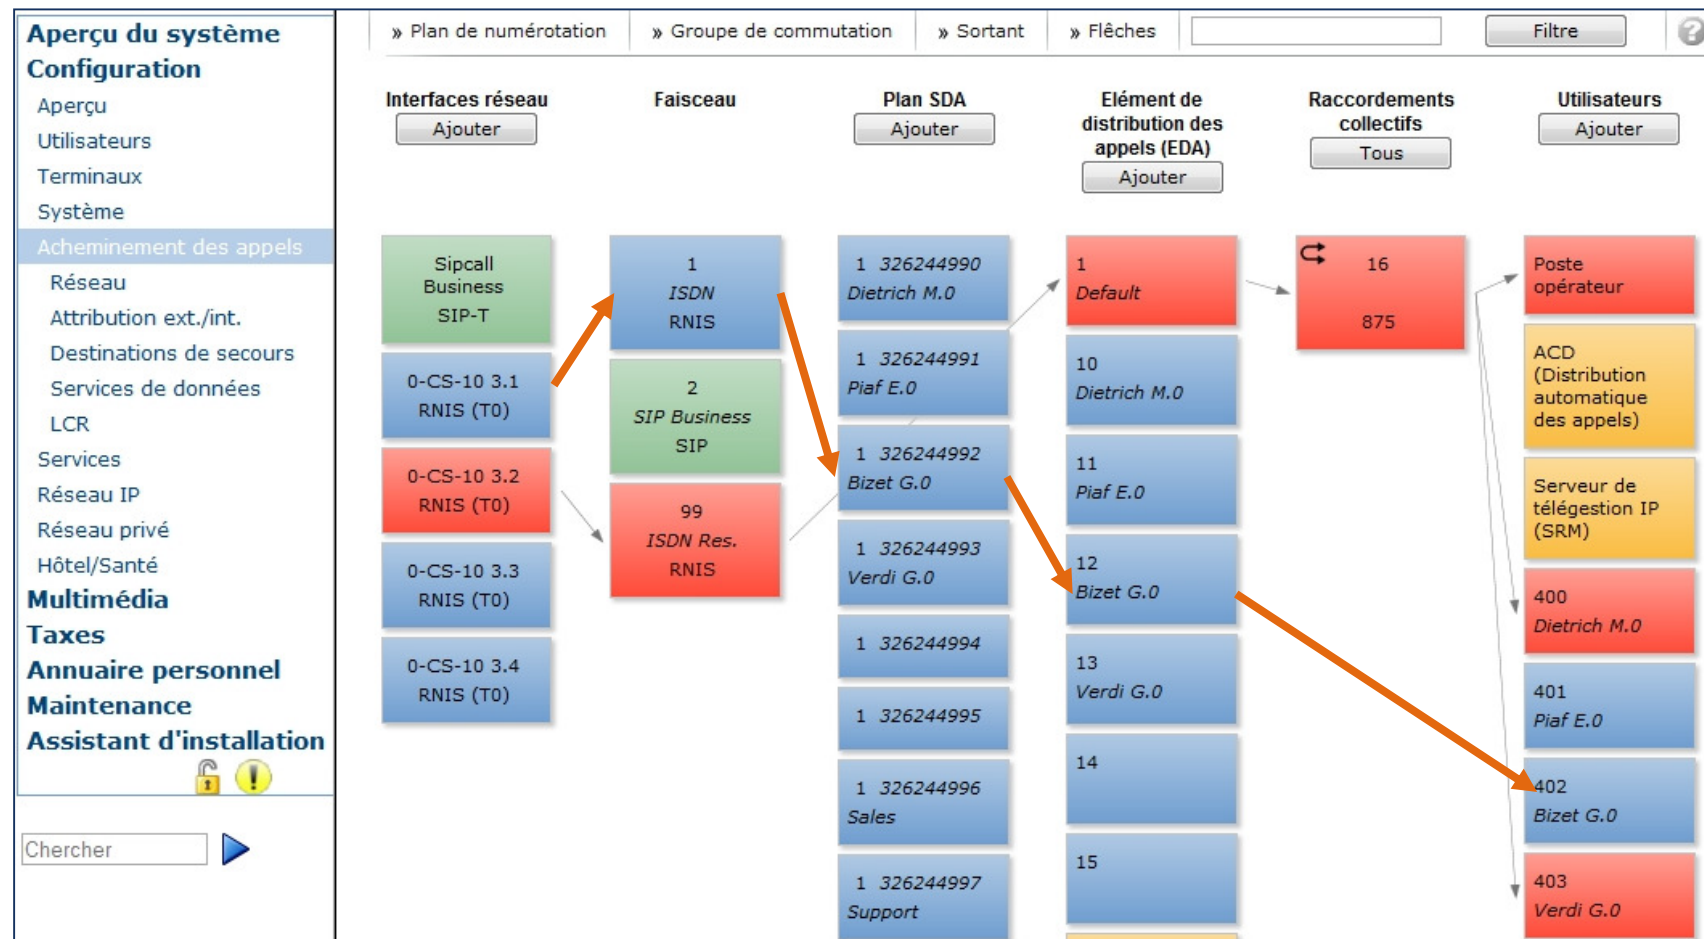 Aperçu du système
Configuration
Aperçu
Utilisateurs
Terminaux
Système
Acheminement des appels
Réseau
Attribution ext./int.
Destinations de secours
Services de données
LCR
Services
Réseau IP
Réseau privé
Hôtel/Santé
Multimédia
Taxes
Annuaire personnel
Maintenance
Assistant d'installation
Chercher
» Plan de numérotation
» Groupe de commutation
» Sortant
» Flêches
Filtre
?
Interfaces réseau
Ajouter
Sipcall
Business
SIP-T
0-CS-10 3.1
RNIS (T0)
0-CS-10 3.2
RNIS (T0)
0-CS-10 3.3
RNIS (T0)
0-CS-10 3.4
RNIS (T0)
Faisceau
1
ISDN
RNIS
2
SIP Business
SIP
99
ISDN Res.
RNIS
Plan SDA
Ajouter
1 326244990
Dietrich M.0
1 326244991
Piaf E.0
1 326244992
Bizet G.0
1 326244993
Verdi G.0
1 326244994
1 326244995
1 326244996
Sales
1 326244997
Support
Elément de
distribution des
appels (EDA)
Ajouter
1
Default
10
Dietrich M.0
11
Piaf E.0
12
Bizet G.0
13
Verdi G.0
14
15
Raccordements
collectifs
Tous
16
875
Utilisateurs
Ajouter
Poste
opérateur
ACD
(Distribution
automatique
des appels)
Serveur de
télégestion IP
(SRM)
400
Dietrich M.0
401
Piaf E.0
402
Bizet G.0
403
Verdi G.0